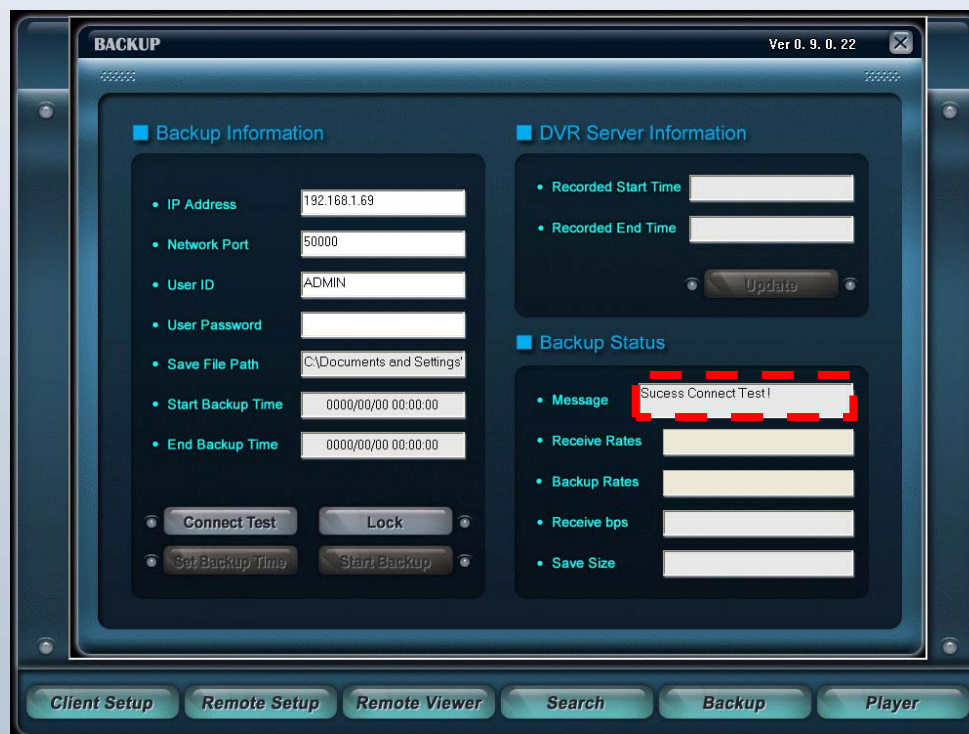 BACKUP
Ver 0. 9. 0. 22
Backup Information
IP Address
192.168.1.69
Network Port
50000
User ID
ADMIN
User Password
Save File Path
C:\Documents and Settings'
Start Backup Time
0000/00/00 00:00:00
End Backup Time
0000/00/00 00:00:00
Connect Test
Lock
Set Backup Time
Start Backup
DVR Server Information
Recorded Start Time
Recorded End Time
Update
Backup Status
Message
Sucess Connect Test!
Receive Rates
Backup Rates
Receive bps
Save Size
Client Setup
Remote Setup
Remote Viewer
Search
Backup
Player